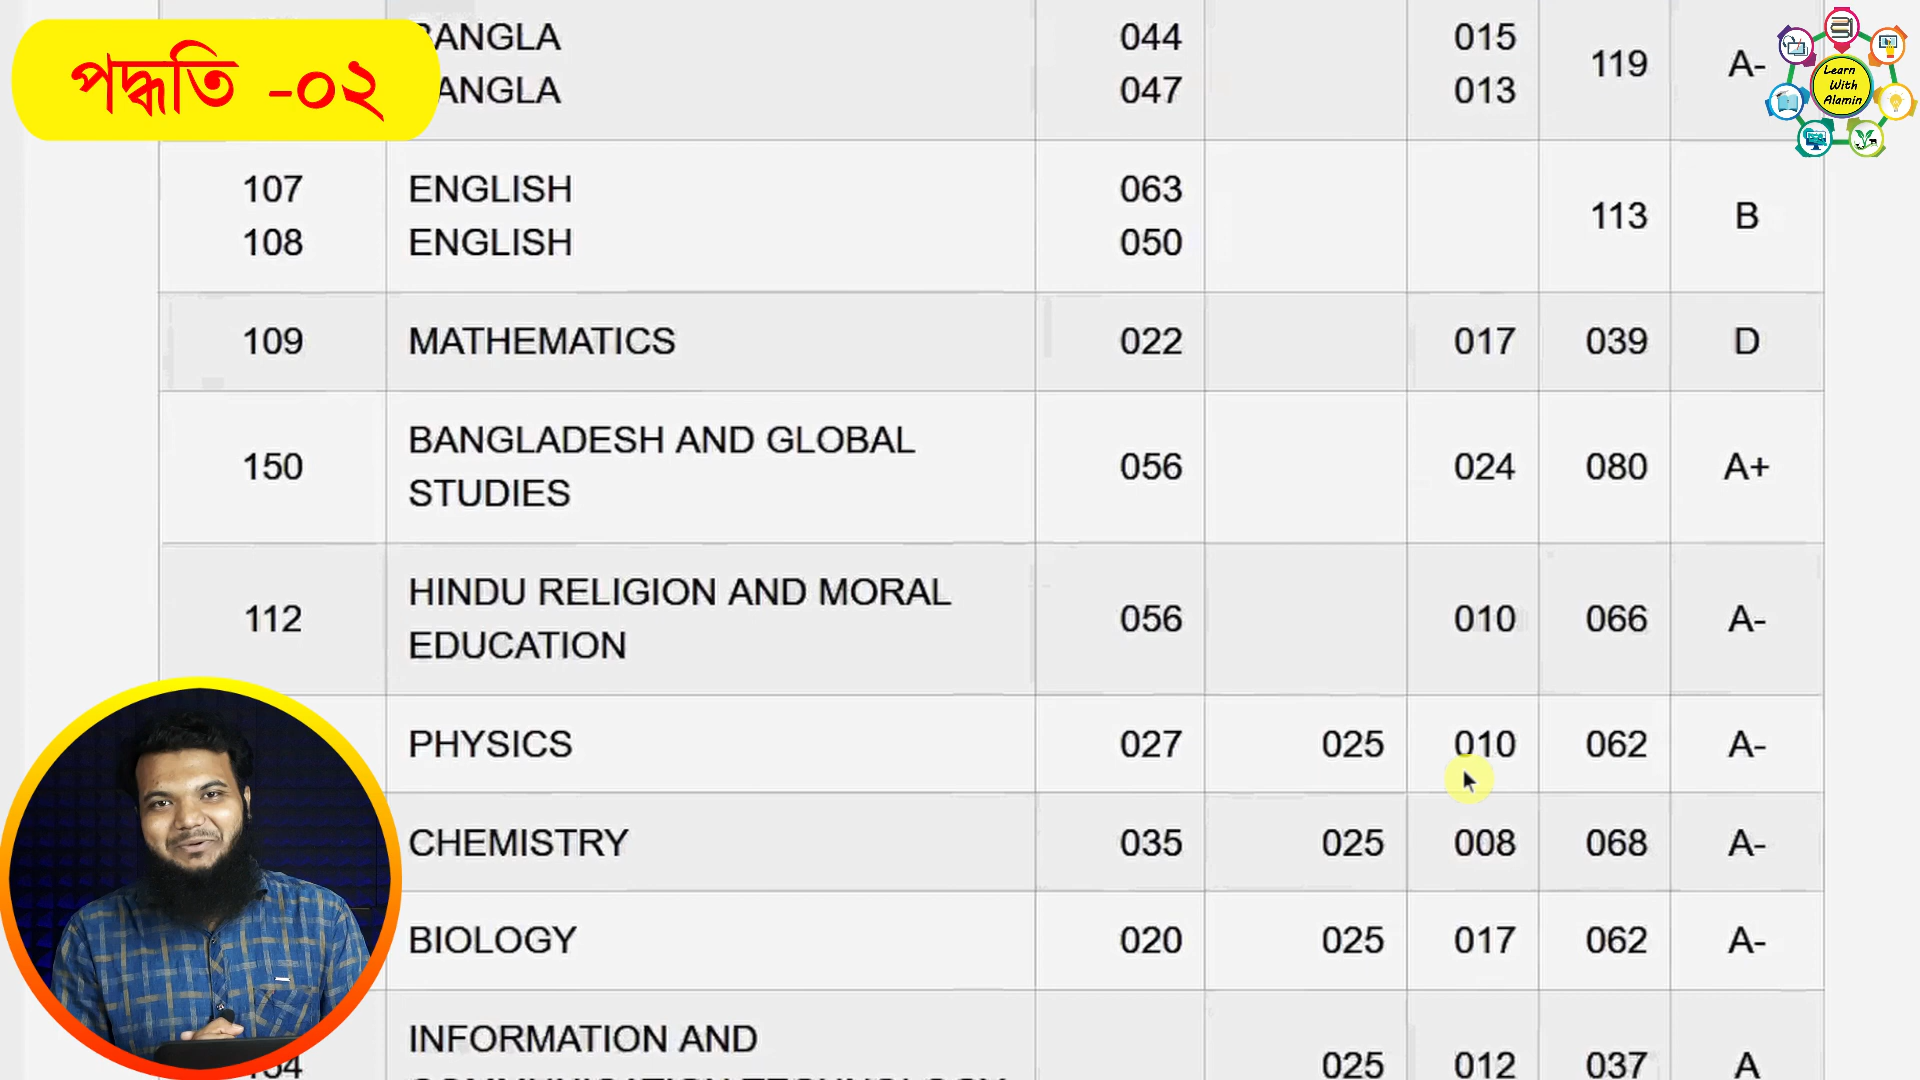 পদ্ধতি -০২
BANGLA 044 015
ANGLA 047 013
119 A-
Learn
With
Alamin
107 ENGLISH 063
108 ENGLISH 050
113 B
109 MATHEMATICS 022 017 039 D
150 BANGLADESH AND GLOBAL STUDIES 056 024 080 A+
112 HINDU RELIGION AND MORAL EDUCATION 056 010 066 A-
PHYSICS 027 025 010 062 A-
CHEMISTRY 035 025 008 068 A-
BIOLOGY 020 025 017 062 A-
INFORMATION AND
025 012 037 A